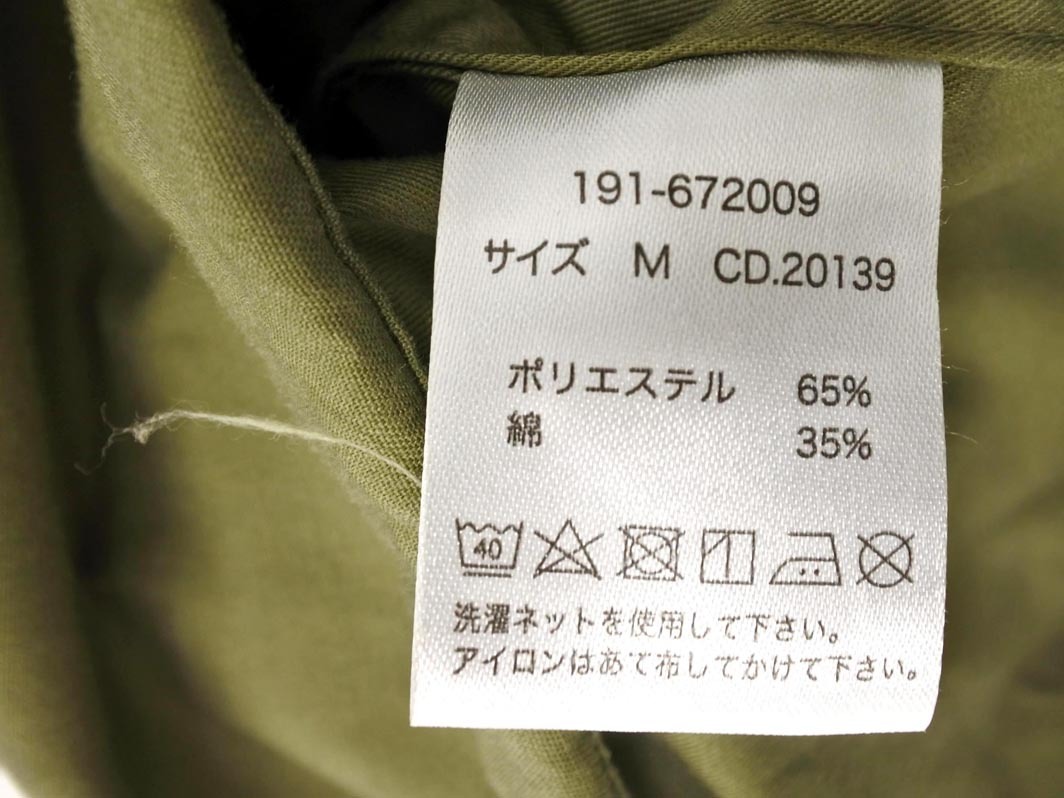 191-672009
サイズ M CD.20139
ポリエステル 65%
綿 35%
40
洗濯ネットを使用して下さい。
アイロンはあて布してかけて下さい。